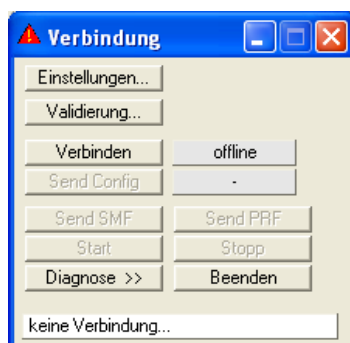 Verbindung
Einstellungen...
Validierung...
Verbinden offline
Send Config -
Send SMF Send PRF
Start Stopp
Diagnose >> Beenden
keine Verbindung...